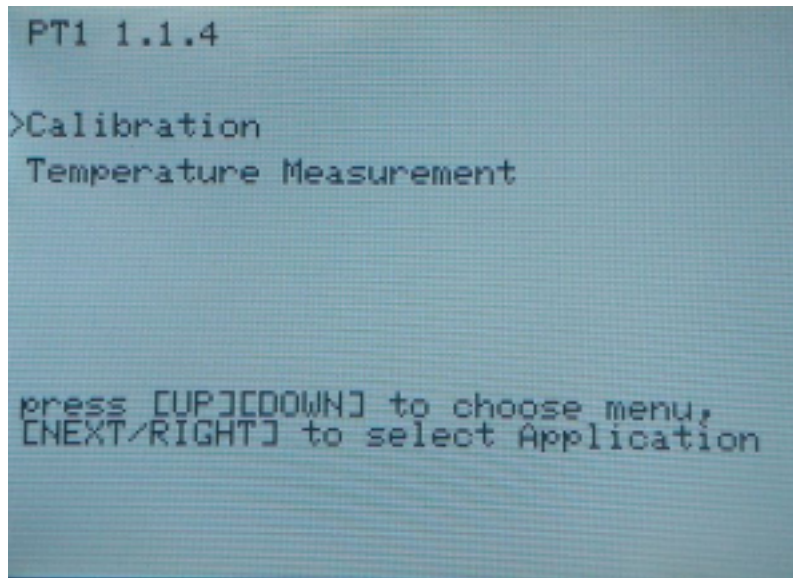 PT1 1.1.4
>Calibration
Temperature Measurement
press [UP][DOWN] to choose menu,
[NEXT/RIGHT] to select Application